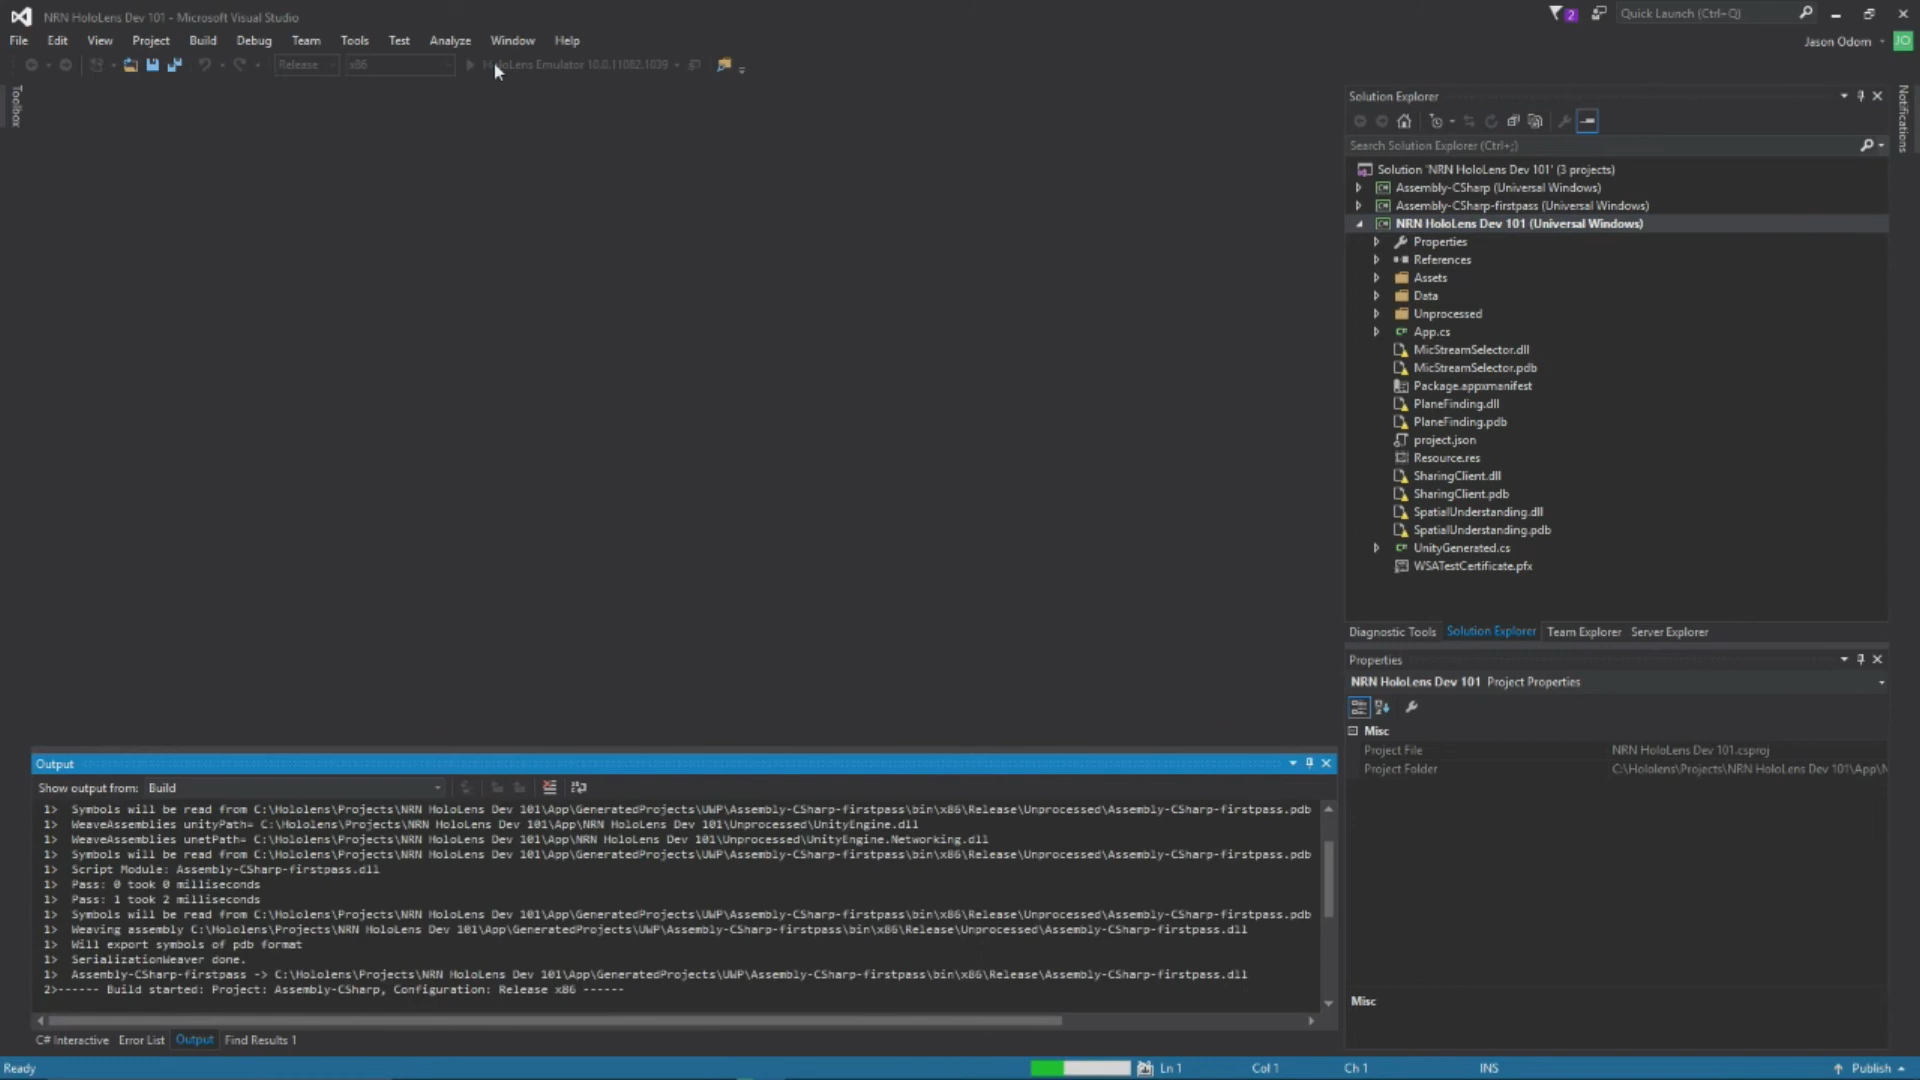 NRN HoloLens Dev 101 - Microsoft Visual Studio
2
Quick Launch (Ctrl+Q)
File Edit View Project Build Debug Team Tools Test Analyze Window Help
Jason Odom
JO
Release x86 HoloLens Emulator 10.0.11082.1039
Toolbox
Notifications
Solution Explorer
Search Solution Explorer (Ctrl+;)
Solution 'NRN HoloLens Dev 101' (3 projects)
Assembly-CSharp (Universal Windows)
Assembly-CSharp-firstpass (Universal Windows)
NRN HoloLens Dev 101 (Universal Windows)
Properties
References
Assets
Data
Unprocessed
App.cs
MicStreamSelector.dll
MicStreamSelector.pdb
Package.appxmanifest
PlaneFinding.dll
PlaneFinding.pdb
project.json
Resource.res
SharingClient.dll
SharingClient.pdb
SpatialUnderstanding.dll
SpatialUnderstanding.pdb
UnityGenerated.cs
WSATestCertificate.pfx
Diagnostic Tools Solution Explorer Team Explorer Server Explorer
Properties
NRN HoloLens Dev 101 Project Properties
Misc
Project File NRN HoloLens Dev 101.csproj
Project Folder C:\Hololens\Projects\NRN HoloLens Dev 101\App\N
Misc
Output
Show output from: Build
1> Symbols will be read from C:\Hololens\Projects\NRN HoloLens Dev 101\App\GeneratedProjects\UWP\Assembly-CSharp-firstpass\bin\x86\Release\Unprocessed\Assembly-CSharp-firstpass.pdb
1> WeaveAssemblies unityPath= C:\Hololens\Projects\NRN HoloLens Dev 101\App\NRN HoloLens Dev 101\Unprocessed\UnityEngine.dll
1> WeaveAssemblies unetPath= C:\Hololens\Projects\NRN HoloLens Dev 101\App\NRN HoloLens Dev 101\Unprocessed\UnityEngine.Networking.dll
1> Symbols will be read from C:\Hololens\Projects\NRN HoloLens Dev 101\App\GeneratedProjects\UWP\Assembly-CSharp-firstpass\bin\x86\Release\Unprocessed\Assembly-CSharp-firstpass.pdb
1> Script Module: Assembly-CSharp-firstpass.dll
1> Pass: 0 took 0 milliseconds
1> Pass: 1 took 2 milliseconds
1> Symbols will be read from C:\Hololens\Projects\NRN HoloLens Dev 101\App\GeneratedProjects\UWP\Assembly-CSharp-firstpass\bin\x86\Release\Unprocessed\Assembly-CSharp-firstpass.pdb
1> Weaving assembly C:\Hololens\Projects\NRN HoloLens Dev 101\App\GeneratedProjects\UWP\Assembly-CSharp-firstpass\bin\x86\Release\Unprocessed\Assembly-CSharp-firstpass.dll
1> Will export symbols of pdb format
1> SerializationWeaver done.
1> Assembly-CSharp-firstpass -> C:\Hololens\Projects\NRN HoloLens Dev 101\App\GeneratedProjects\UWP\Assembly-CSharp-firstpass\bin\x86\Release\Assembly-CSharp-firstpass.dll
2>------ Build started: Project: Assembly-CSharp, Configuration: Release x86 ------
C# Interactive Error List Output Find Results 1
Ready Ln 1 Col 1 Ch 1 INS Publish